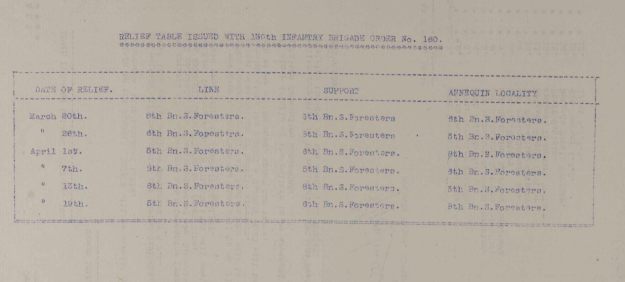 RELIEF TABLE ISSUED WITH 139th INFANTRY BRIGADE ORDER No. 160.
DATE OF RELIEF. LINE SUPPORT ANNEQUIN LOCALITY
March 20th. 8th Bn.S.Foresters. 5th Bn.S.Foresters 6th Bn.S.Foresters.
" 26th. 6th Bn.S.Foresters. 8th Bn.S.Foresters 5th Bn.S.Foresters.
April 1st. 5th Bn.S.Foresters. 6th Bn.S.Foresters. 8th Bn.S.Foresters.
" 7th. 8th Bn.S.Foresters. 5th Bn.S.Foresters. 6th Bn.S.Foresters.
" 13th. 6th Bn.S.Foresters. 8th Bn.S.Foresters. 5th Bn.S.Foresters.
" 19th. 5th Bn.S.Foresters. 6th Bn.S.Foresters. 8th Bn.S.Foresters.